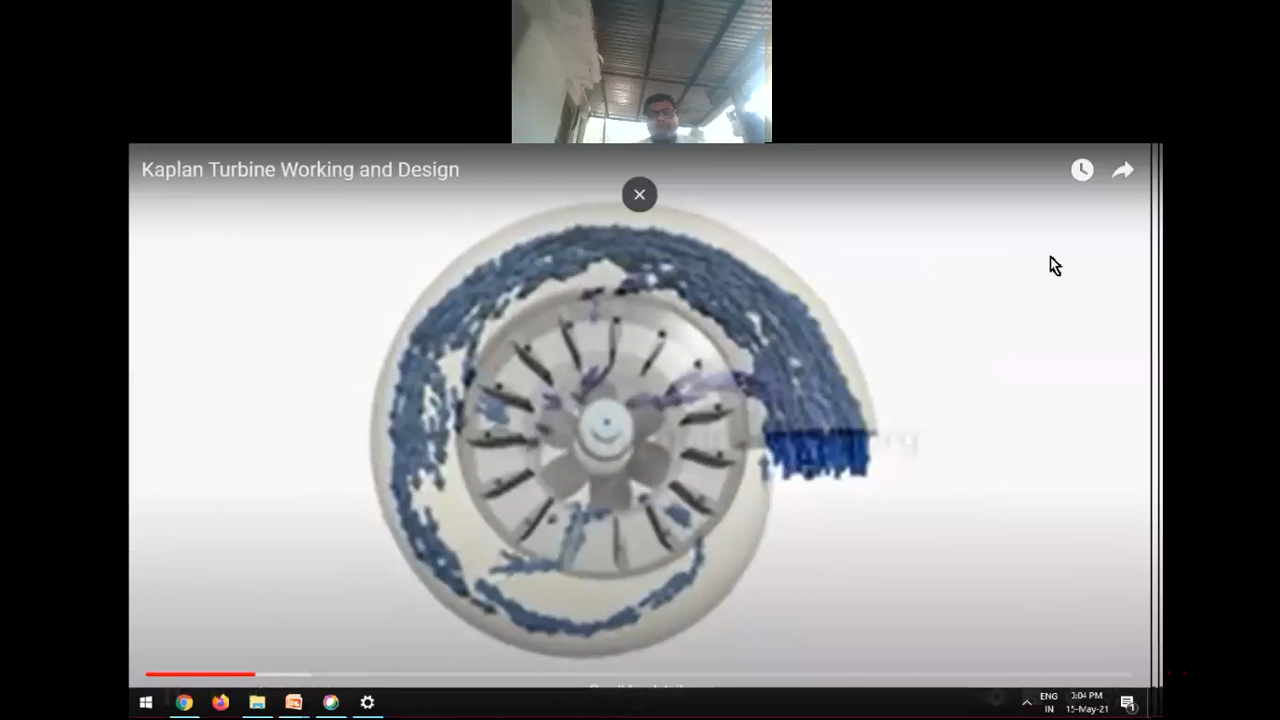 Kaplan Turbine Working and Design
ENG
IN
3:04 PM
15-May-21